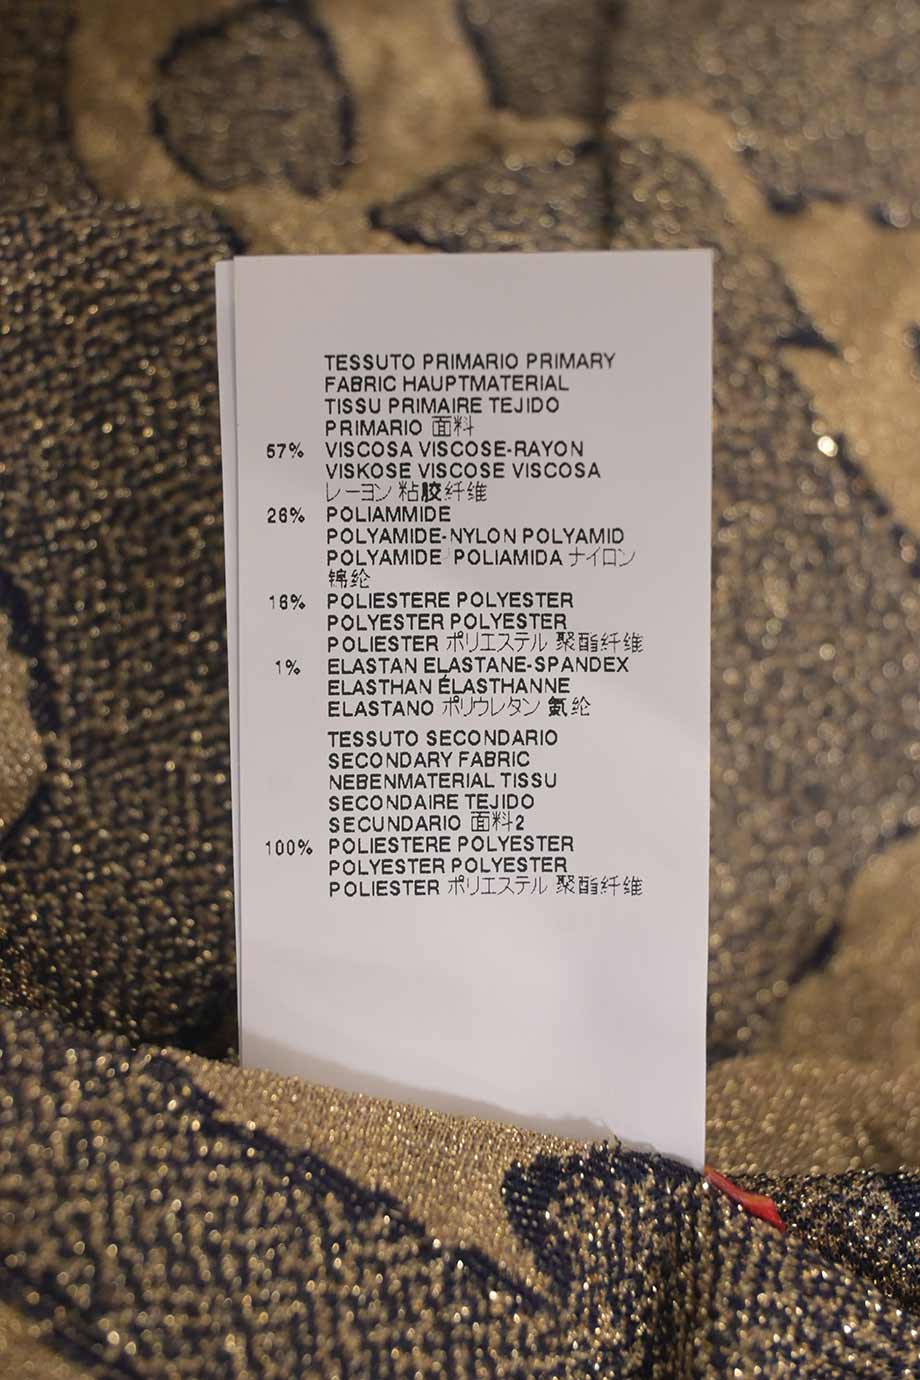 TESSUTO PRIMARIO PRIMARY
FABRIC HAUPTMATERIAL
TISSU PRIMAIRE TEJIDO
PRIMARIO 面料
57% VISCOSA VISCOSE-RAYON
VISKOSE VISCOSE VISCOSA
レーヨン 粘胶纤维
26% POLIAMMIDE
POLYAMIDE-NYLON POLYAMID
POLYAMIDE POLIAMIDA ナイロン
锦纶
16% POLIESTERE POLYESTER
POLYESTER POLYESTER
POLIESTER ポリエステル 聚酯纤维
1% ELASTAN ELASTANE-SPANDEX
ELASTHAN ÉLASTHANNE
ELASTANO ポリウレタン 氨纶
TESSUTO SECONDARIO
SECONDARY FABRIC
NEBENMATERIAL TISSU
SECONDAIRE TEJIDO
SECUNDARIO 面料2
100% POLIESTERE POLYESTER
POLYESTER POLYESTER
POLIESTER ポリエステル 聚酯纤维